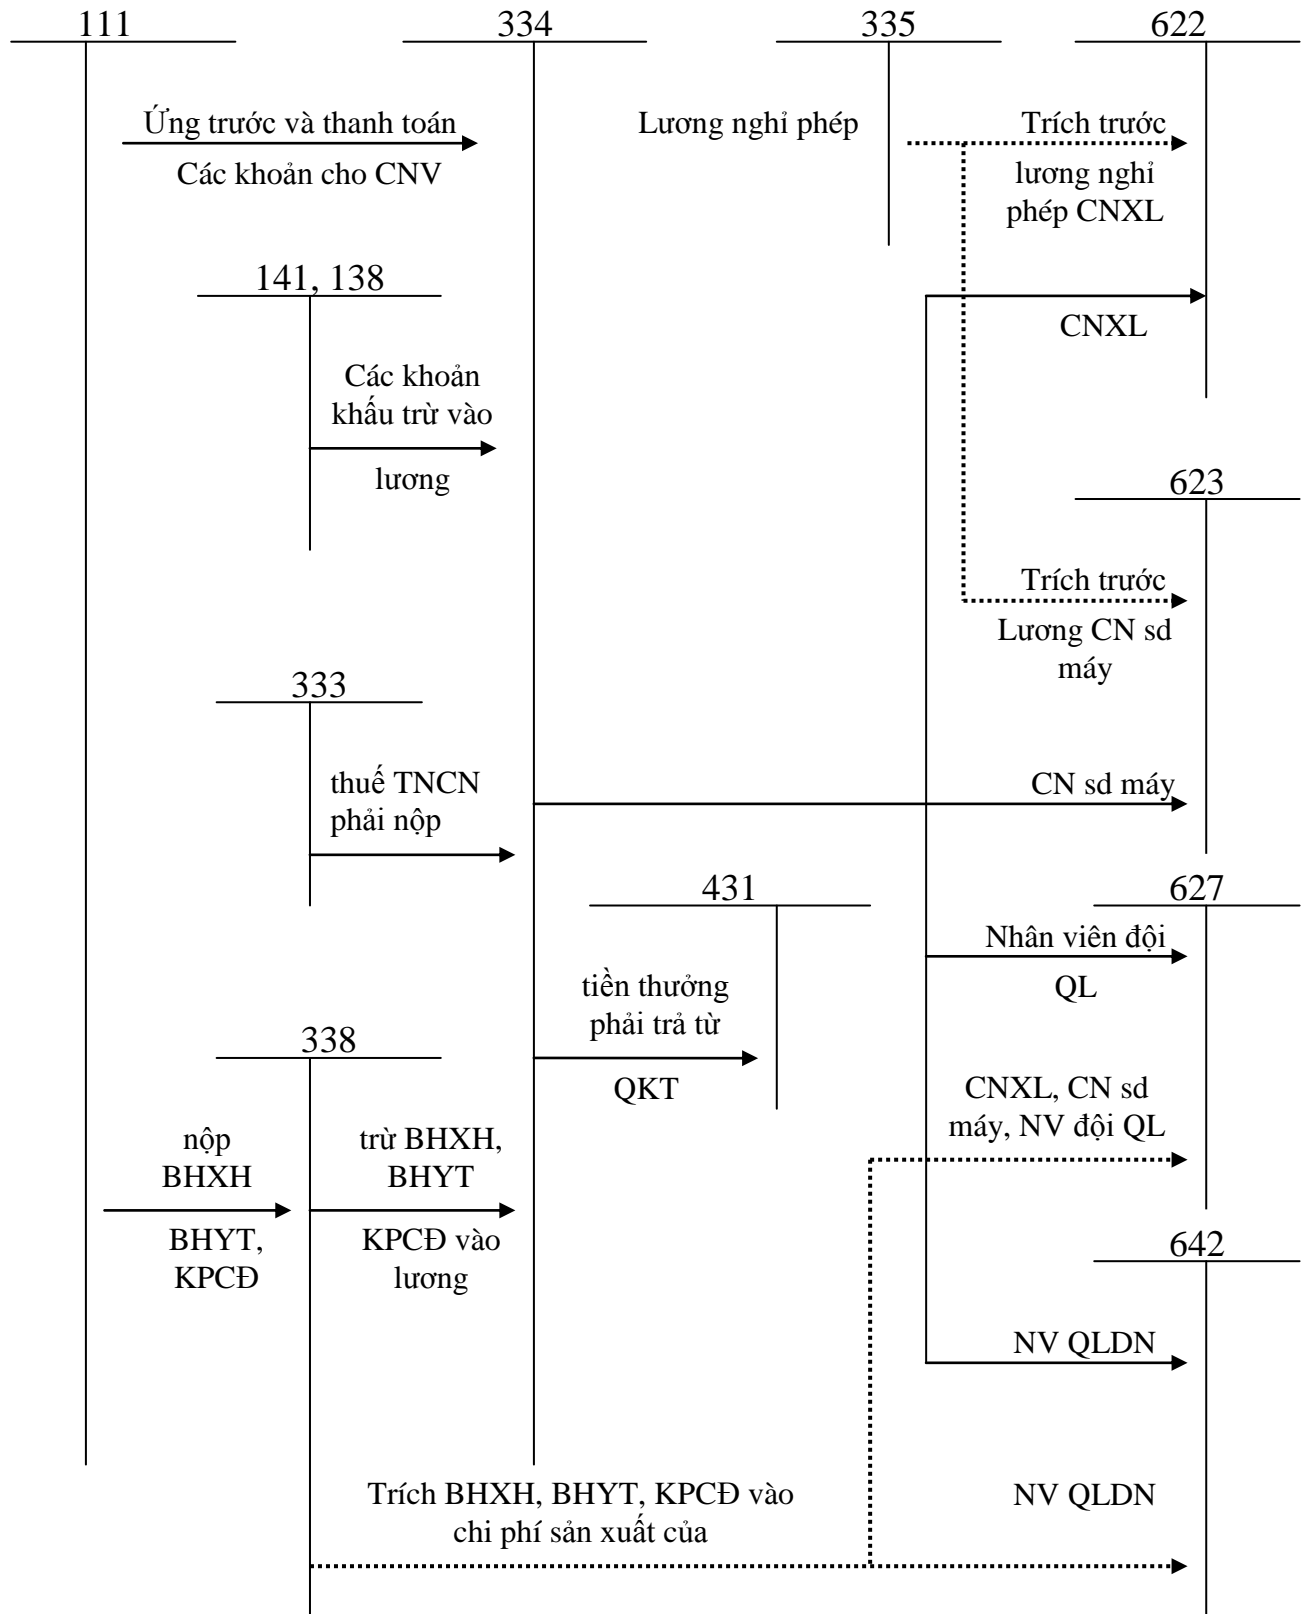 111
334
335
622
Ứng trước và thanh toán
Các khoản cho CNV
Lương nghỉ phép
Trích trước
lương nghỉ
phép CNXL
141, 138
CNXL
Các khoản
khấu trừ vào
lương
623
Trích trước
Lương CN sd
máy
333
thuế TNCN
phải nộp
CN sd máy
431
627
Nhân viên đội
QL
tiền thưởng
phải trả từ
QKT
338
CNXL, CN sd
máy, NV đội QL
nộp
BHXH
BHYT,
KPCĐ
trừ BHXH,
BHYT
KPCĐ vào
lương
642
NV QLDN
Trích BHXH, BHYT, KPCĐ vào
chi phí sản xuất của
NV QLDN